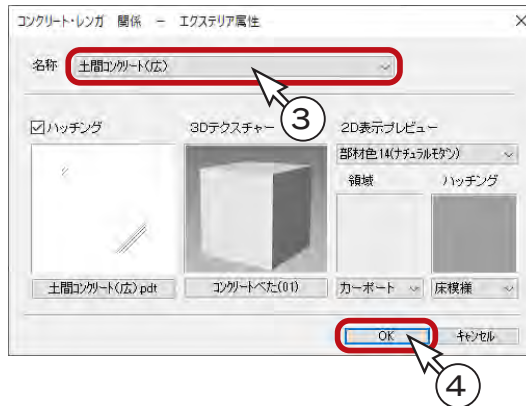 コンクリート・レンガ 関係 － エクステリア属性
名称 土間コンクリート(広)
③
ハッチング 3Dテクスチャー 2D表示プレビュー
部材色14(ナチュラルモダン)
領域 ハッチング
土間コンクリート(広).pdt コンクリートべた(01) カーポート 床模様
OK キャンセル
④